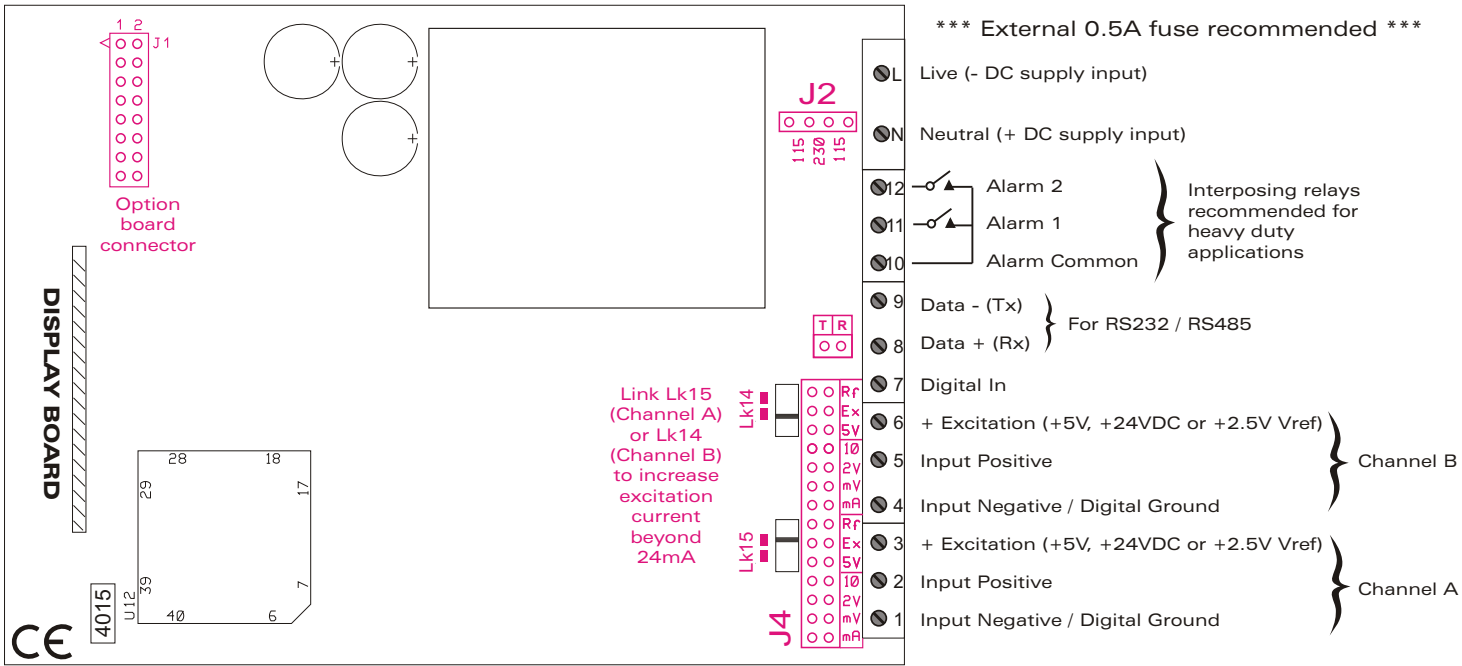 *** External 0.5A fuse recommended ***
1 2
J1
Option
board
connector
DISPLAY BOARD
J2
115
230
115
L Live (- DC supply input)
N Neutral (+ DC supply input)
12 Alarm 2
11 Alarm 1
10 Alarm Common
Interposing relays
recommended for
heavy duty
applications
9 Data - (Tx)
8 Data + (Rx)
For RS232 / RS485
T R
7 Digital In
6 + Excitation (+5V, +24VDC or +2.5V Vref)
5 Input Positive
4 Input Negative / Digital Ground
Channel B
3 + Excitation (+5V, +24VDC or +2.5V Vref)
2 Input Positive
1 Input Negative / Digital Ground
Channel A
Link Lk15
(Channel A)
or Lk14
(Channel B)
to increase
excitation
current
beyond
24mA
Lk14
Lk15
Rf
Ex
5V
10
2V
mV
mA
Rf
Ex
5V
10
2V
mV
mA
J4
28 18
29 17
39 7
40 6
U12
4015
CE